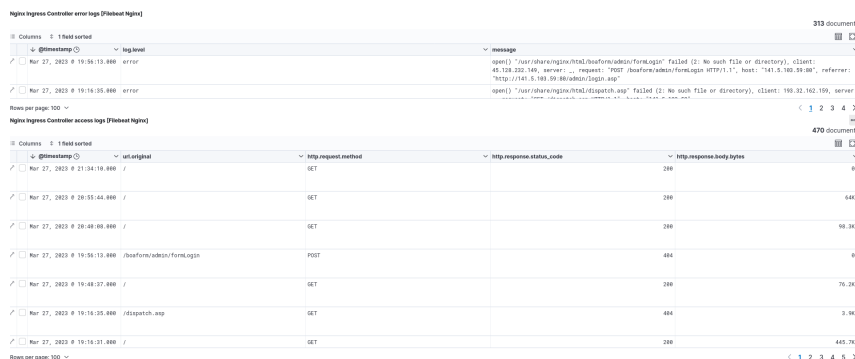 Nginx Ingress Controller error logs [Filebeat Nginx]
313 document
Columns 1 field sorted
@timestamp log.level message
Mar 27, 2023 @ 19:56:13.000 error open() "/usr/share/nginx/html/boaform/admin/formLogin" failed (2: No such file or directory), client:
45.128.232.149, server: _, request: "POST /boaform/admin/formLogin HTTP/1.1", host: "141.5.103.59:80", referrer:
"http://141.5.103.59:80/admin/login.asp"
Mar 27, 2023 @ 19:16:35.000 error open() "/usr/share/nginx/html/dispatch.asp" failed (2: No such file or directory), client: 193.32.162.159, server
Rows per page: 100 1 2 3 4
Nginx Ingress Controller access logs [Filebeat Nginx]
470 document
Columns 1 field sorted
@timestamp url.original http.request.method http.response.status_code http.response.body.bytes
Mar 27, 2023 @ 21:34:10.000 / GET 200 0
Mar 27, 2023 @ 20:55:44.000 / GET 200 64K
Mar 27, 2023 @ 20:40:08.000 / GET 200 98.3K
Mar 27, 2023 @ 19:56:13.000 /boaform/admin/formLogin POST 404 0
Mar 27, 2023 @ 19:48:37.000 / GET 200 76.2K
Mar 27, 2023 @ 19:16:35.000 /dispatch.asp GET 404 3.9K
Mar 27, 2023 @ 19:16:31.000 / GET 200 445.7K
Rows per page: 100 1 2 3 4 5